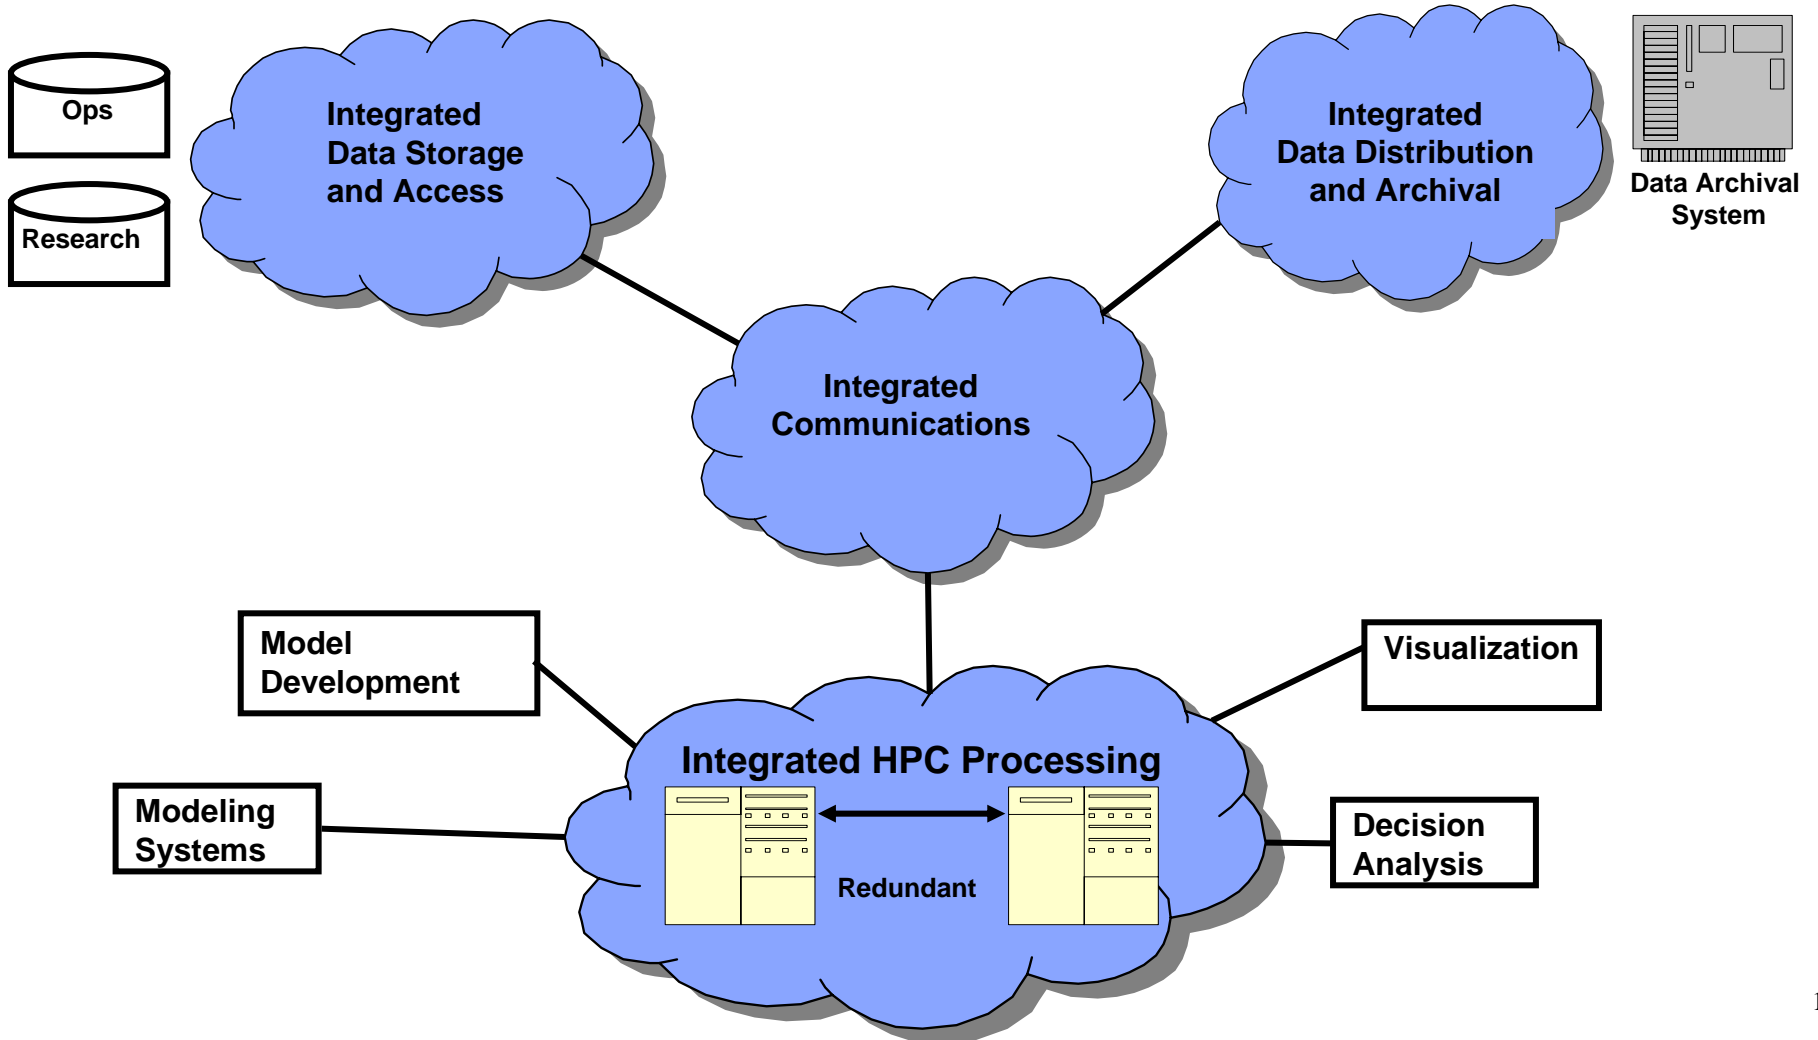 Ops
Research
Integrated
Data Storage
and Access
Integrated
Data Distribution
and Archival
Data Archival
System
Integrated
Communications
Model
Development
Visualization
Modeling
Systems
Integrated HPC Processing
Redundant
Decision
Analysis
1